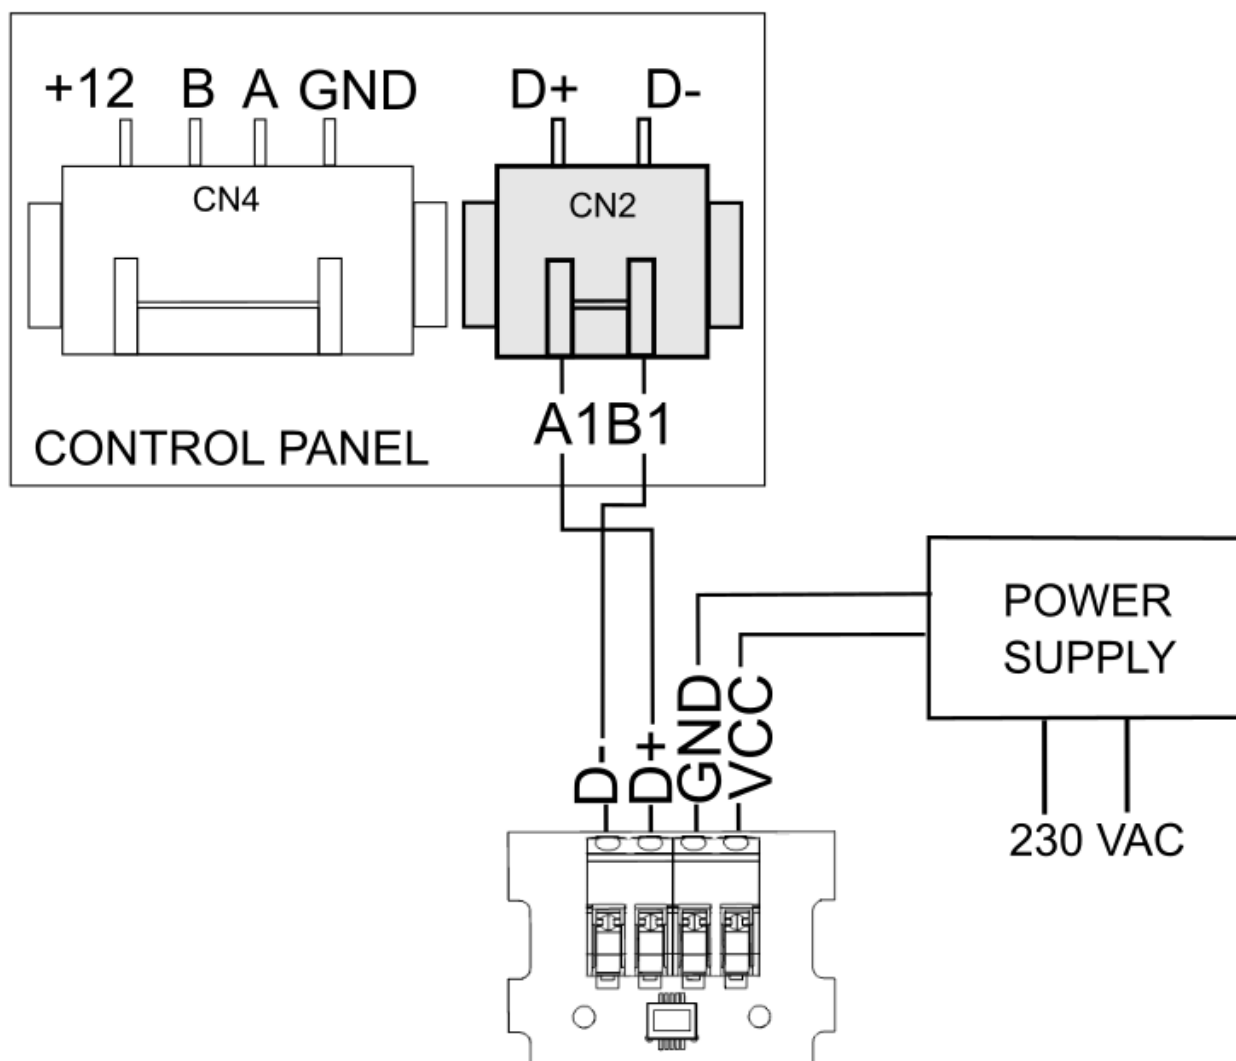 +12 B A GND D+ D-
CN4 CN2
A1B1
CONTROL PANEL
POWER
SUPPLY
D- D+ GND VCC
230 VAC